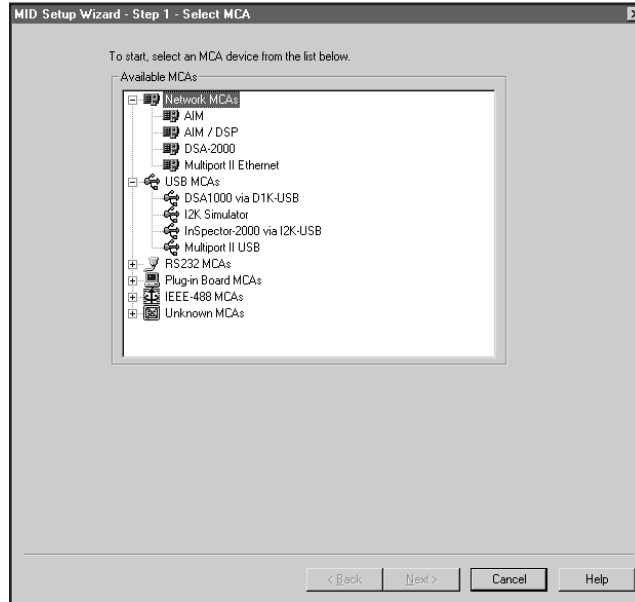 MID Setup Wizard - Step 1 - Select MCA
To start, select an MCA device from the list below.
Available MCAs
Network MCAs
AIM
AIM / DSP
DSA-2000
Multiport II Ethernet
USB MCAs
DSA1000 via D1K-USB
I2K Simulator
InSpector-2000 via I2K-USB
Multiport II USB
RS232 MCAs
Plug-in Board MCAs
IEEE-488 MCAs
Unknown MCAs
< Back Next > Cancel Help